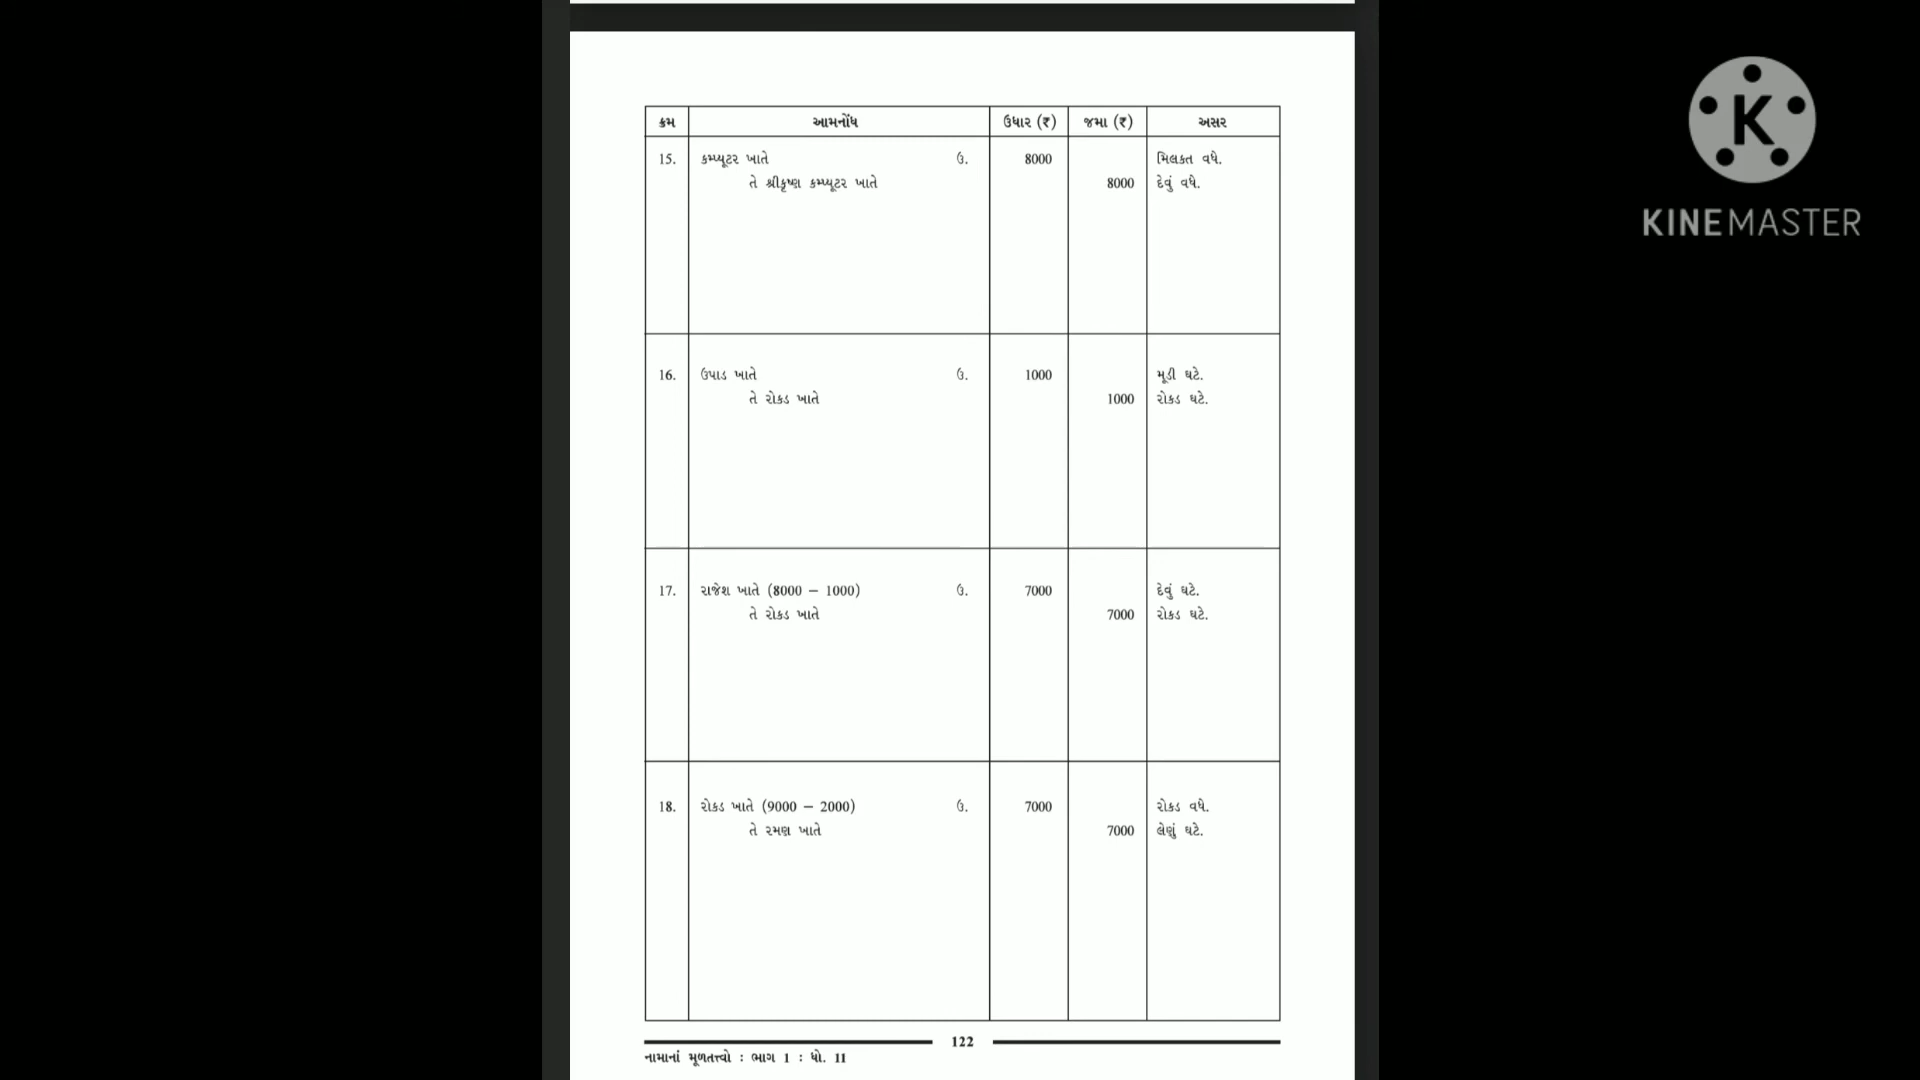 ક્રમ આમનોંધ ઉધાર (₹) જમા (₹) અસર
15. કમ્પ્યૂટર ખાતે ઉ. 8000 મિલકત વધે.
તે શ્રીકૃષ્ણ કમ્પ્યૂટર ખાતે 8000 દેવું વધે.
16. ઉપાડ ખાતે ઉ. 1000 મૂડી ઘટે.
તે રોકડ ખાતે 1000 રોકડ ઘટે.
17. રાજેશ ખાતે (8000 – 1000) ઉ. 7000 દેવું ઘટે.
તે રોકડ ખાતે 7000 રોકડ ઘટે.
18. રોકડ ખાતે (9000 – 2000) ઉ. 7000 રોકડ વધે.
તે રમણ ખાતે 7000 લેણું ઘટે.
122
નામાનાં મૂળતત્ત્વો : ભાગ 1 : ધો. 11
K
KINEMASTER